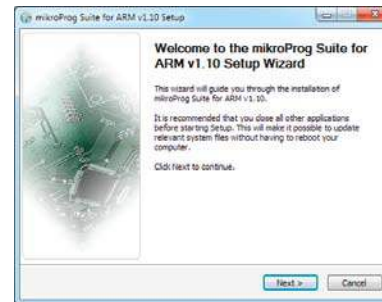 mikroProg Suite for ARM v1.10 Setup
Welcome to the mikroProg Suite for
ARM v1.10 Setup Wizard
This wizard will guide you through the installation of
mikroProg Suite for ARM v1.10.
It is recommended that you close all other applications
before starting Setup. This will make it possible to update
relevant system files without having to reboot your
computer.
Click Next to continue.
Next >
Cancel